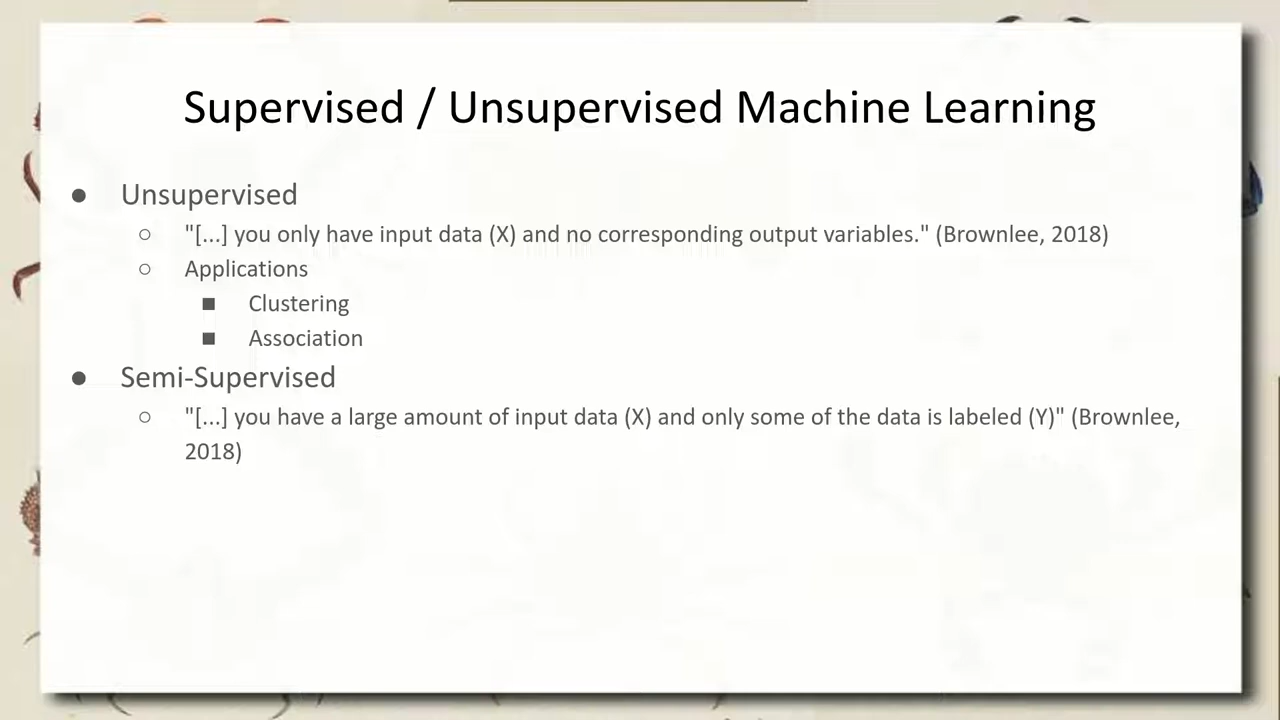 Supervised / Unsupervised Machine Learning
● Unsupervised
○ "[...] you only have input data (X) and no corresponding output variables." (Brownlee, 2018)
○ Applications
■ Clustering
■ Association
● Semi-Supervised
○ "[...] you have a large amount of input data (X) and only some of the data is labeled (Y)" (Brownlee,
2018)